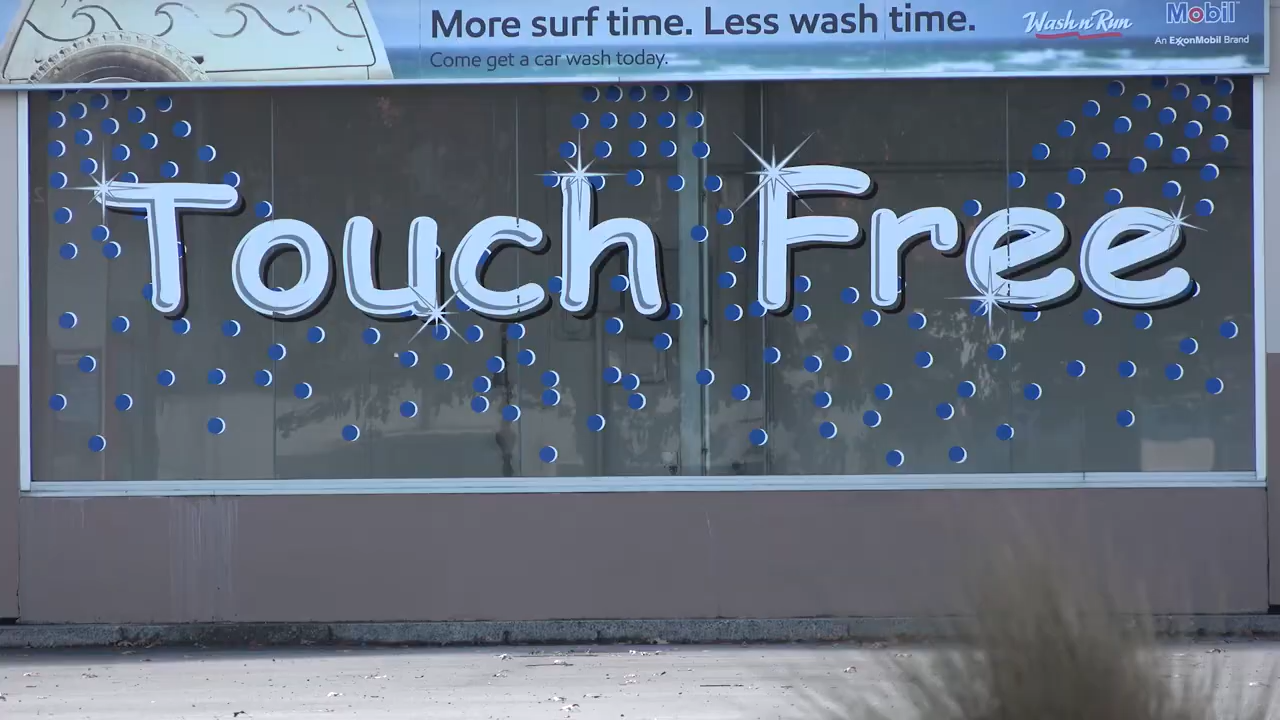 More surf time. Less wash time.
Come get a car wash today.
Wash n' Run
Mobil
An ExxonMobil Brand
Touch Free